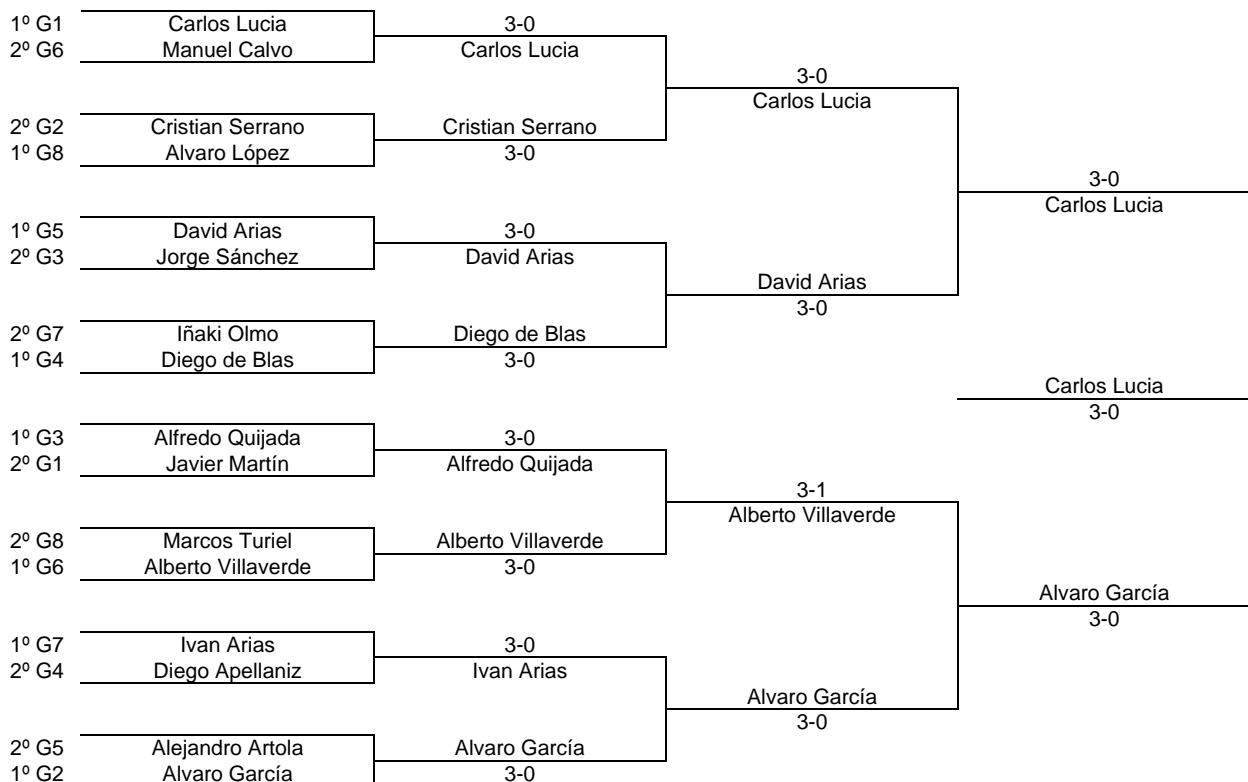 1º G1 Carlos Lucia 3-0
2º G6 Manuel Calvo Carlos Lucia
3-0
Carlos Lucia
2º G2 Cristian Serrano Cristian Serrano
1º G8 Alvaro López 3-0
3-0
Carlos Lucia
1º G5 David Arias 3-0
2º G3 Jorge Sánchez David Arias
David Arias
3-0
2º G7 Iñaki Olmo Diego de Blas
1º G4 Diego de Blas 3-0
Carlos Lucia
3-0
1º G3 Alfredo Quijada 3-0
2º G1 Javier Martín Alfredo Quijada
3-1
Alberto Villaverde
2º G8 Marcos Turiel Alberto Villaverde
1º G6 Alberto Villaverde 3-0
Alvaro García
3-0
1º G7 Ivan Arias 3-0
2º G4 Diego Apellaniz Ivan Arias
Alvaro García
3-0
2º G5 Alejandro Artola Alvaro García
1º G2 Alvaro García 3-0